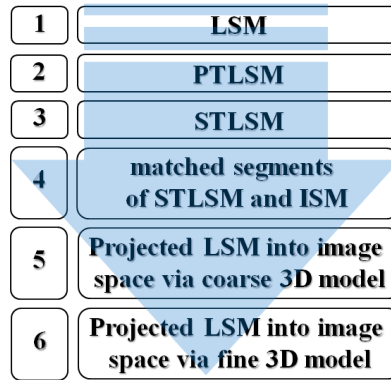 1 LSM
2 PTLSM
3 STLSM
4 matched segments
of STLSM and ISM
5 Projected LSM into image
space via coarse 3D model
6 Projected LSM into image
space via fine 3D model